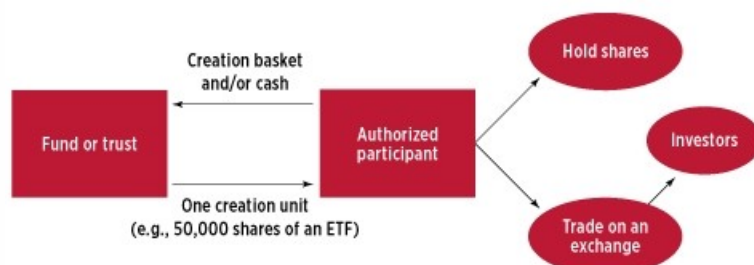 Creation basket
and/or cash
Fund or trust
Authorized
participant
One creation unit
(e.g., 50,000 shares of an ETF)
Hold shares
Investors
Trade on an
exchange